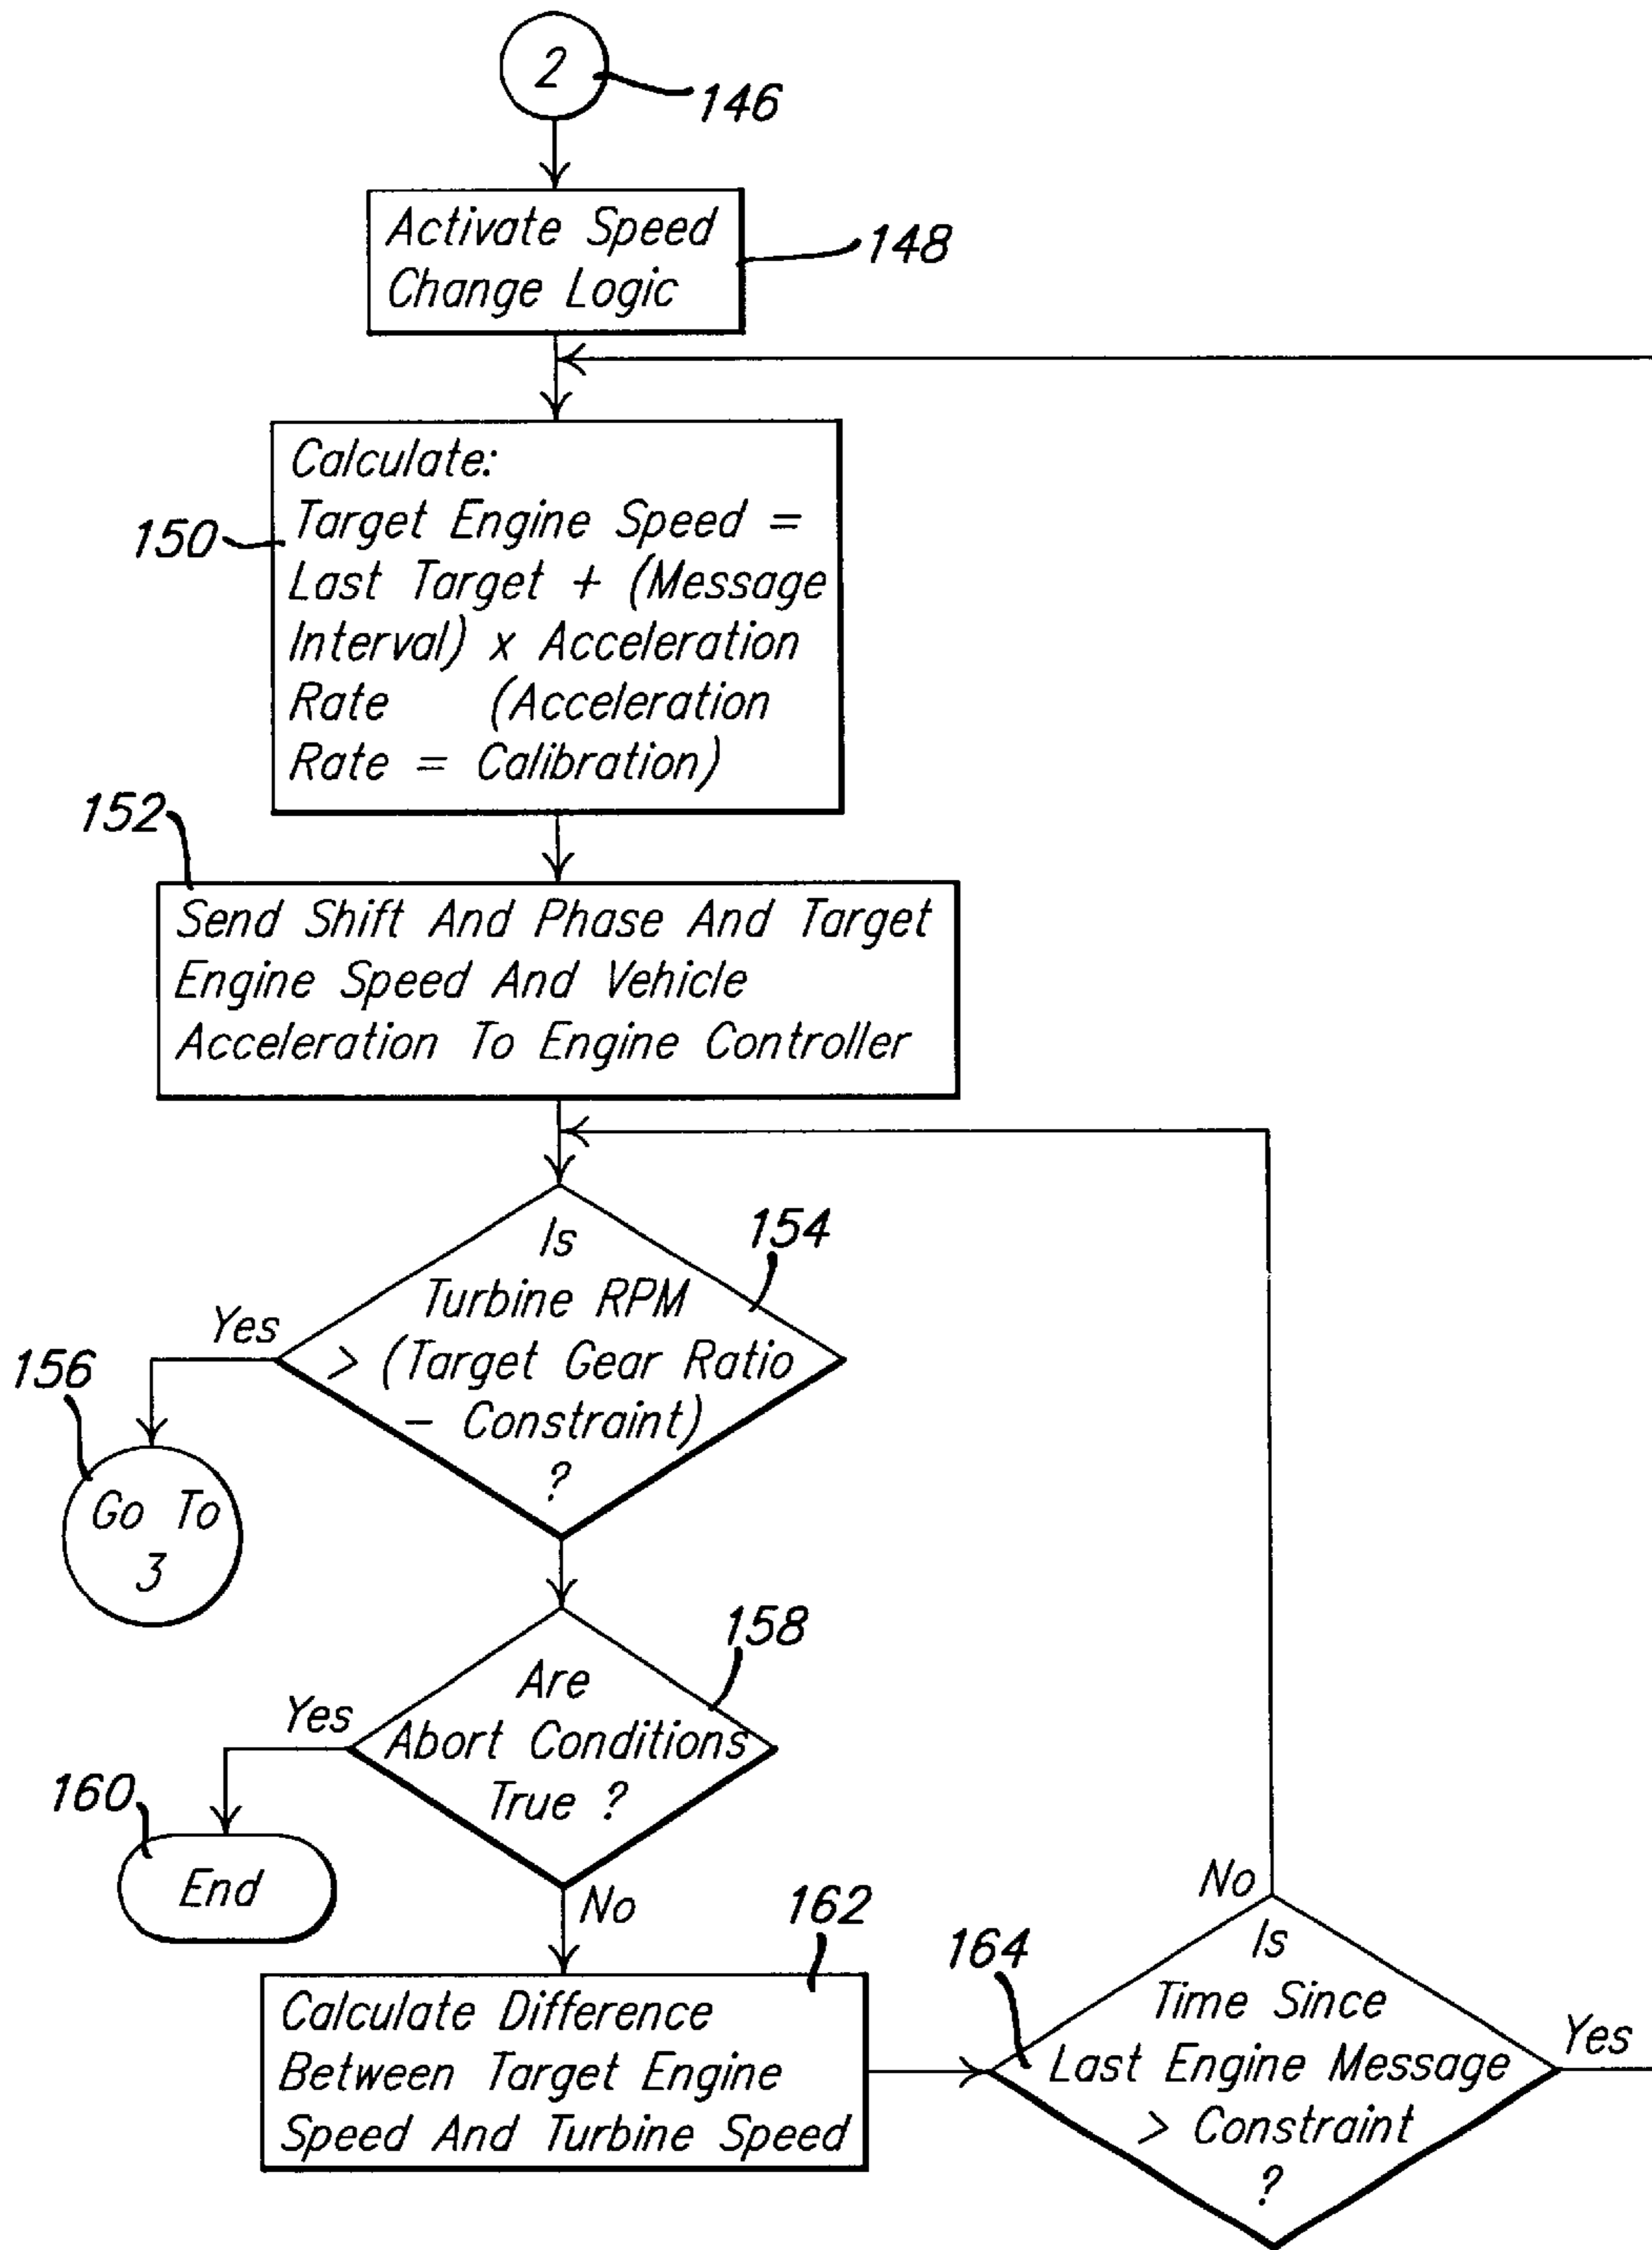 2
146
Activate Speed
Change Logic
148
Calculate:
Target Engine Speed =
Last Target + (Message
Interval) x Acceleration
Rate (Acceleration
Rate = Calibration)
150
152
Send Shift And Phase And Target
Engine Speed And Vehicle
Acceleration To Engine Controller
Is
Turbine RPM
> (Target Gear Ratio
- Constraint)
?
154
Yes
156
Go To
3
Are
Abort Conditions
True ?
158
Yes
160
End
No
162
Calculate Difference
Between Target Engine
Speed And Turbine Speed
164
No
Is
Time Since
Last Engine Message
> Constraint
?
Yes